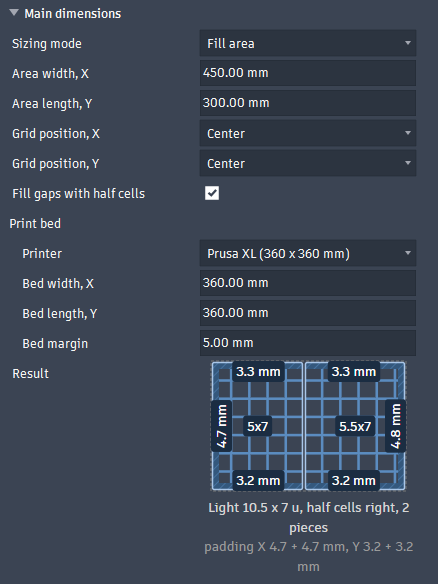 Main dimensions
Sizing mode Fill area
Area width, X 450.00 mm
Area length, Y 300.00 mm
Grid position, X Center
Grid position, Y Center
Fill gaps with half cells
Print bed
Printer Prusa XL (360 x 360 mm)
Bed width, X 360.00 mm
Bed length, Y 360.00 mm
Bed margin 5.00 mm
Result
3.3 mm 3.3 mm
4.7 mm 5x7 5.5x7 4.8 mm
3.2 mm 3.2 mm
Light 10.5 x 7 u, half cells right, 2
pieces
padding X 4.7 + 4.7 mm, Y 3.2 + 3.2
mm